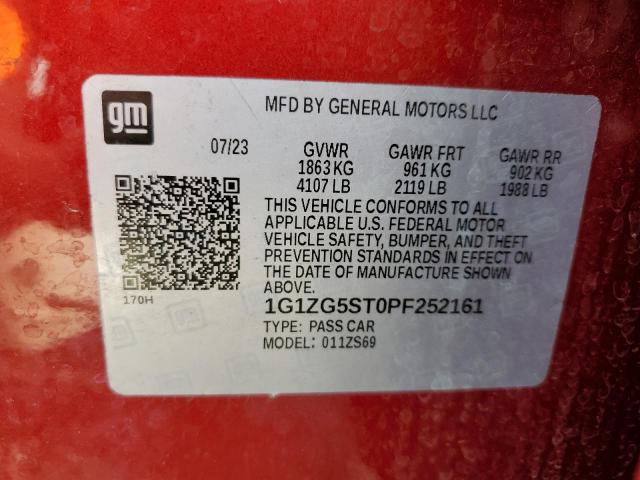 gm
MFD BY GENERAL MOTORS LLC
07/23 GVWR GAWR FRT GAWR RR
1863 KG 961 KG 902 KG
4107 LB 2119 LB 1988 LB
THIS VEHICLE CONFORMS TO ALL
APPLICABLE U.S. FEDERAL MOTOR
VEHICLE SAFETY, BUMPER, AND THEFT
PREVENTION STANDARDS IN EFFECT ON
THE DATE OF MANUFACTURE SHOWN
ABOVE.
170H
1G1ZG5ST0PF252161
TYPE: PASS CAR
MODEL: 011ZS69